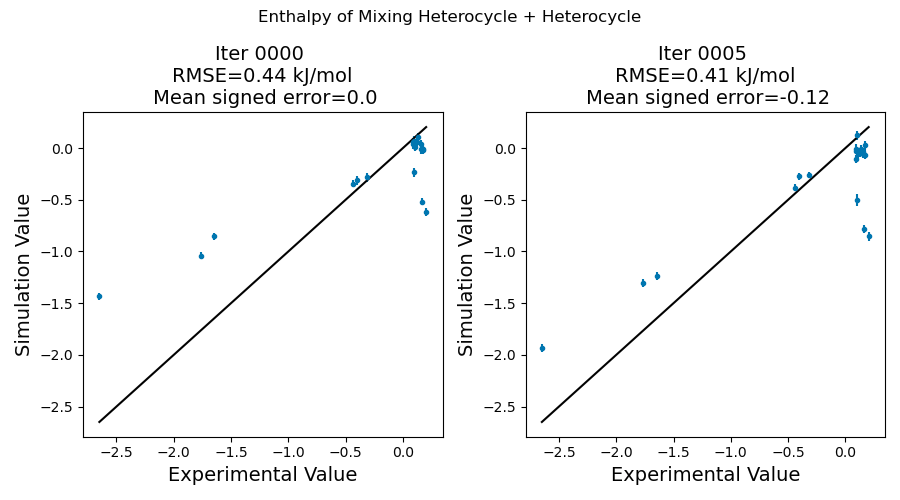 Enthalpy of Mixing Heterocycle + Heterocycle
Iter 0000
RMSE=0.44 kJ/mol
Mean signed error=0.0
Simulation Value
0.0
−0.5
−1.0
−1.5
−2.0
−2.5
−2.5 −2.0 −1.5 −1.0 −0.5 0.0
Experimental Value
Iter 0005
RMSE=0.41 kJ/mol
Mean signed error=-0.12
Simulation Value
0.0
−0.5
−1.0
−1.5
−2.0
−2.5
−2.5 −2.0 −1.5 −1.0 −0.5 0.0
Experimental Value